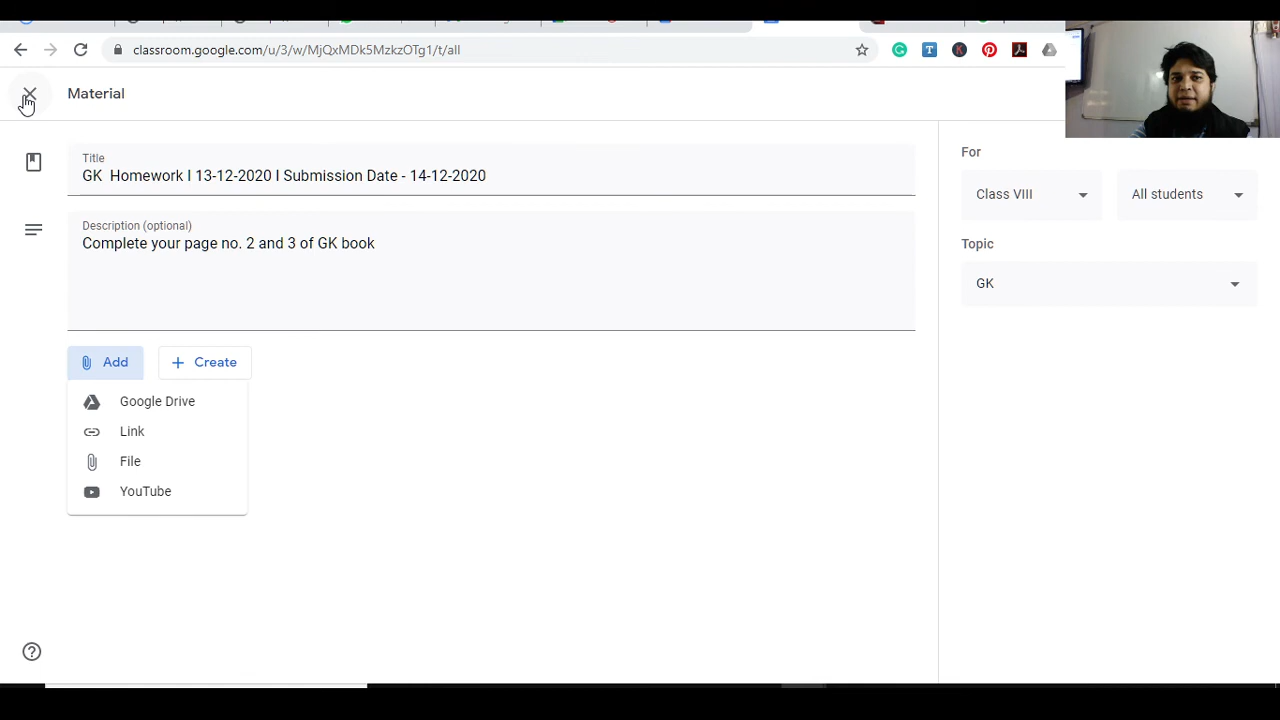 classroom.google.com/u/3/w/MjQxMDk5MzkzOTg1/t/all
Material
Title
GK Homework I 13-12-2020 I Submission Date - 14-12-2020
Description (optional)
Complete your page no. 2 and 3 of GK book
Add
Create
Google Drive
Link
File
YouTube
For
Class VIII
All students
Topic
GK